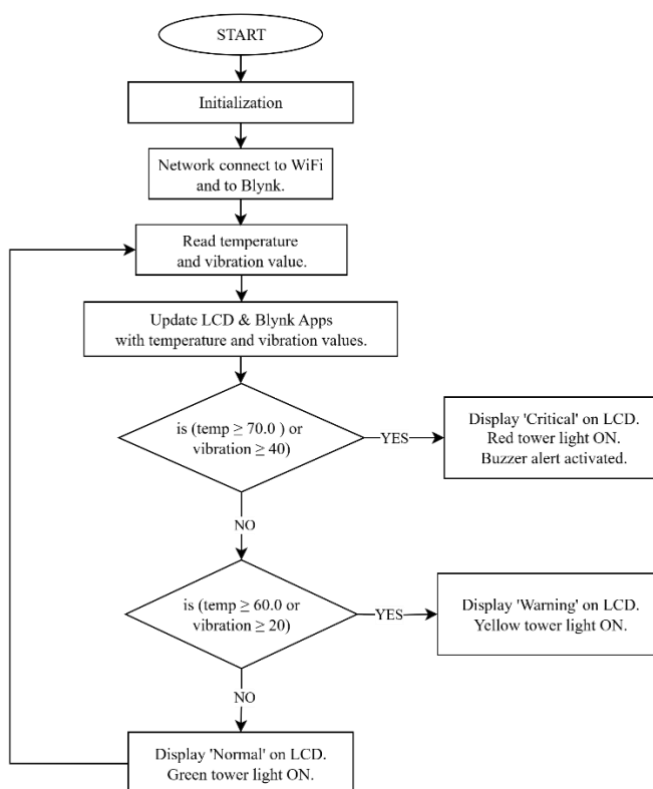 START
Initialization
Network connect to WiFi
and to Blynk.
Read temperature
and vibration value.
Update LCD & Blynk Apps
with temperature and vibration values.
is (temp ≥ 70.0 ) or
vibration ≥ 40)
YES
Display 'Critical' on LCD.
Red tower light ON.
Buzzer alert activated.
NO
is (temp ≥ 60.0 or
vibration ≥ 20)
YES
Display 'Warning' on LCD.
Yellow tower light ON.
NO
Display 'Normal' on LCD.
Green tower light ON.